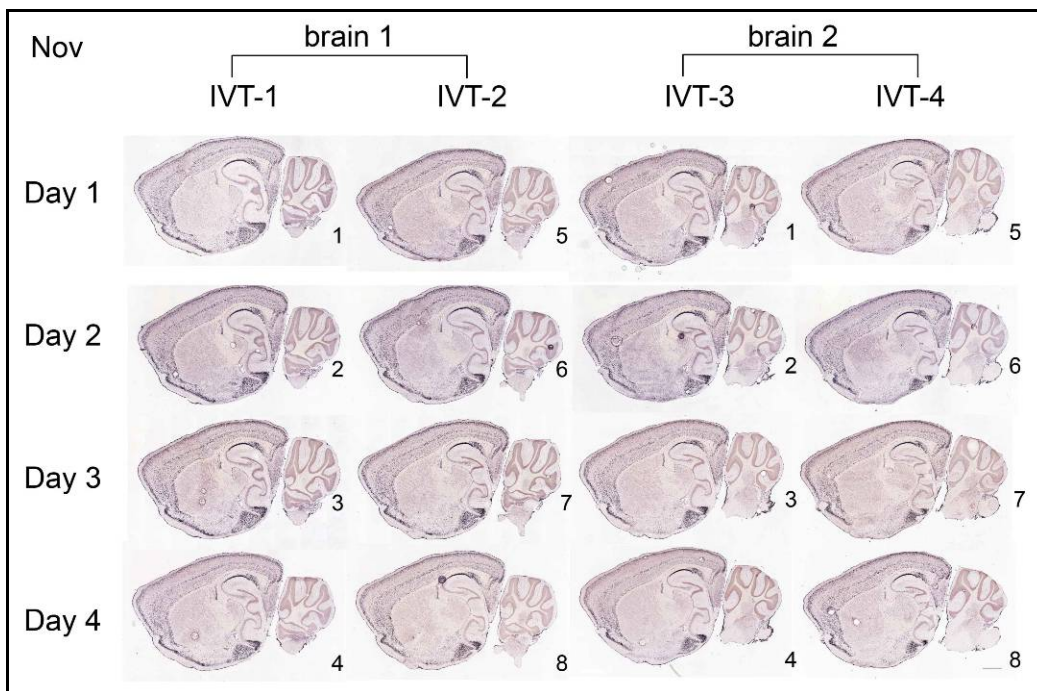 Nov
brain 1 brain 2
IVT-1 IVT-2 IVT-3 IVT-4
Day 1
1 5 1 5
Day 2
2 6 2 6
Day 3
3 7 3 7
Day 4
4 8 4 8